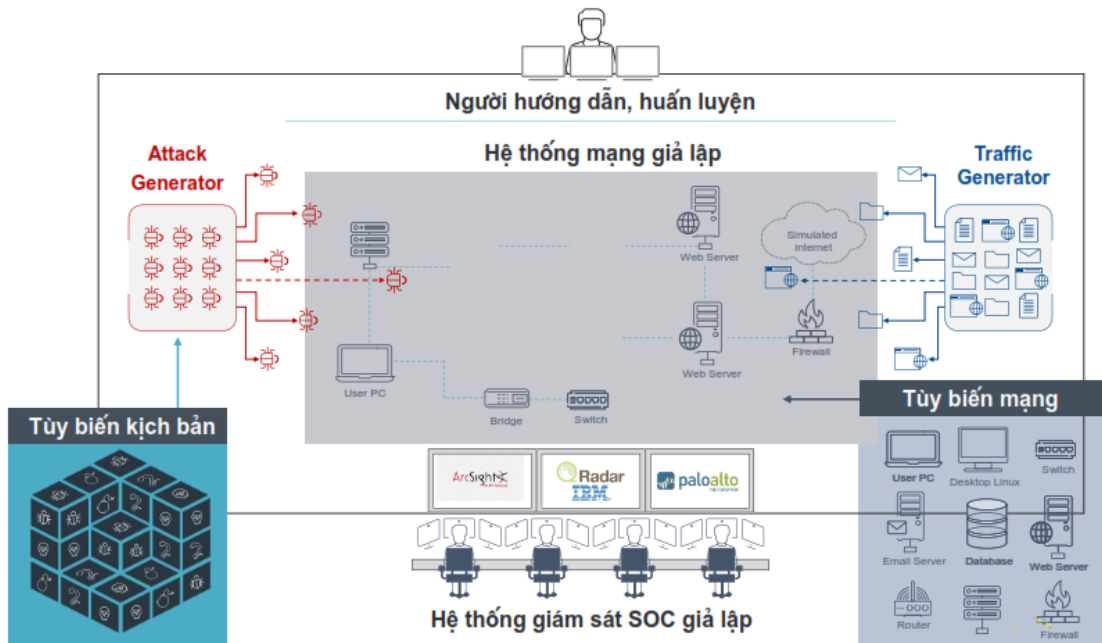 Người hướng dẫn, huấn luyện
Hệ thống mạng giả lập
Attack
Generator
Traffic
Generator
Simulated
Internet
Web Server
Web Server
Firewall
User PC
Bridge
Switch
Tùy biến kịch bản
Tùy biến mạng
User PC
Desktop Linux
Switch
Email Server
Database
Web Server
Router
Firewall
ArcSight
QRadar
IBM
paloalto
NETWORKS
Hệ thống giám sát SOC giả lập